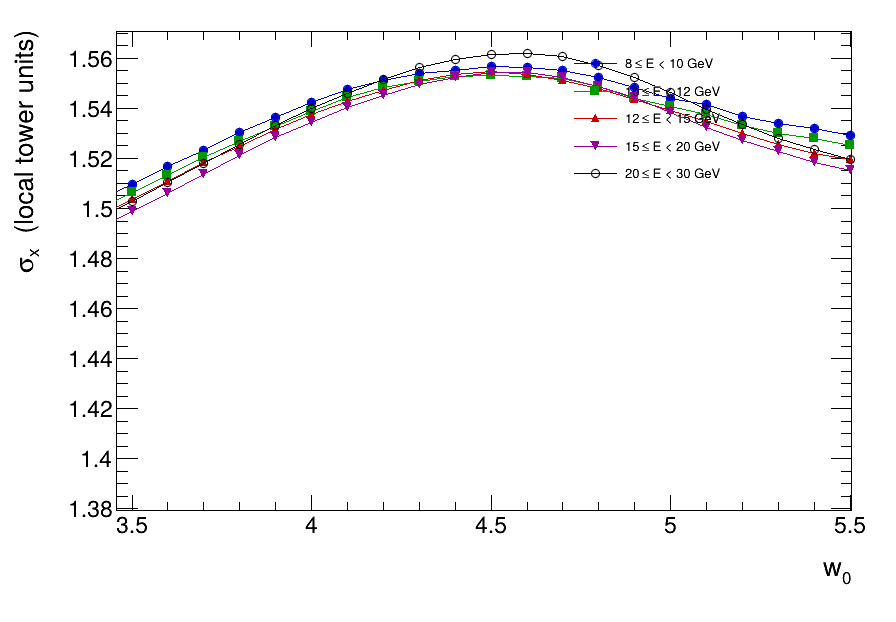 σx (local tower units)
1.56
1.54
1.52
1.5
1.48
1.46
1.44
1.42
1.4
1.38
8 ≤ E < 10 GeV
10 ≤ E < 12 GeV
12 ≤ E < 15 GeV
15 ≤ E < 20 GeV
20 ≤ E < 30 GeV
3.5 4 4.5 5 5.5
w0